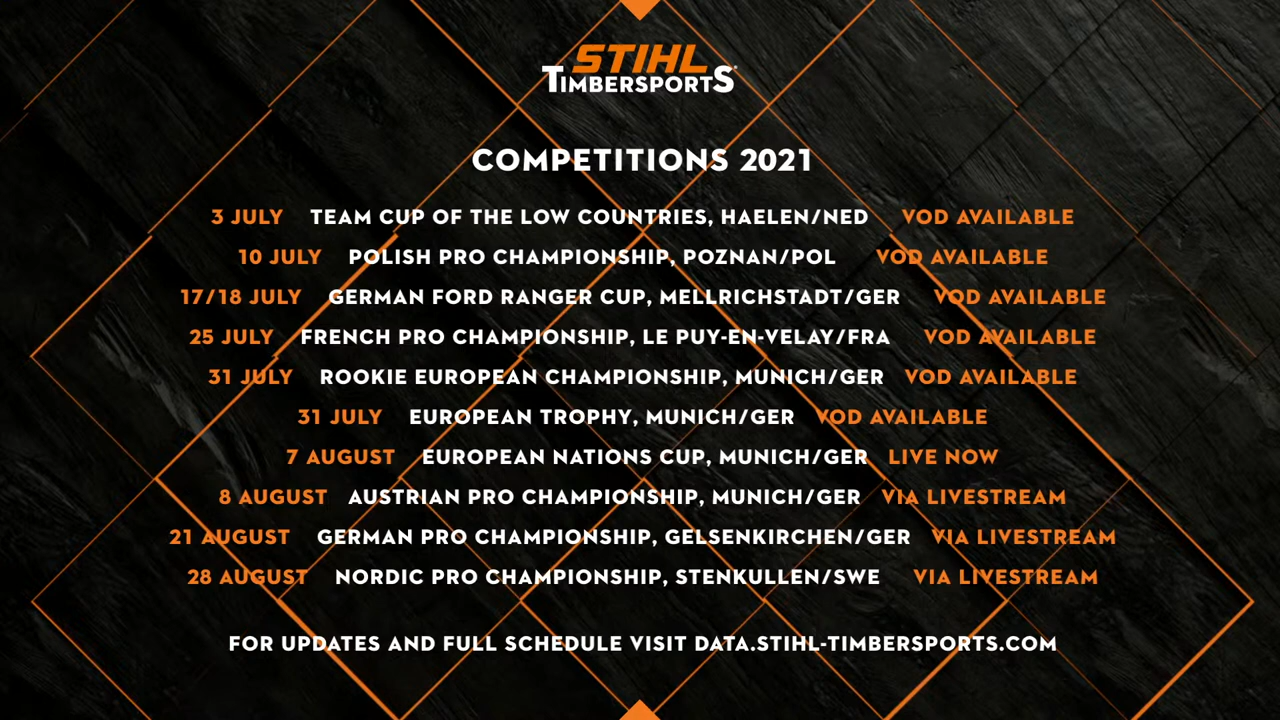 STIHL
TIMBERSPORTS®
COMPETITIONS 2021
3 JULY TEAM CUP OF THE LOW COUNTRIES, HAELEN/NED VOD AVAILABLE
10 JULY POLISH PRO CHAMPIONSHIP, POZNAN/POL VOD AVAILABLE
17/18 JULY GERMAN FORD RANGER CUP, MELLRICHSTADT/GER VOD AVAILABLE
25 JULY FRENCH PRO CHAMPIONSHIP, LE PUY-EN-VELAY/FRA VOD AVAILABLE
31 JULY ROOKIE EUROPEAN CHAMPIONSHIP, MUNICH/GER VOD AVAILABLE
31 JULY EUROPEAN TROPHY, MUNICH/GER VOD AVAILABLE
7 AUGUST EUROPEAN NATIONS CUP, MUNICH/GER LIVE NOW
8 AUGUST AUSTRIAN PRO CHAMPIONSHIP, MUNICH/GER VIA LIVESTREAM
21 AUGUST GERMAN PRO CHAMPIONSHIP, GELSENKIRCHEN/GER VIA LIVESTREAM
28 AUGUST NORDIC PRO CHAMPIONSHIP, STENKULLEN/SWE VIA LIVESTREAM
FOR UPDATES AND FULL SCHEDULE VISIT DATA.STIHL-TIMBERSPORTS.COM